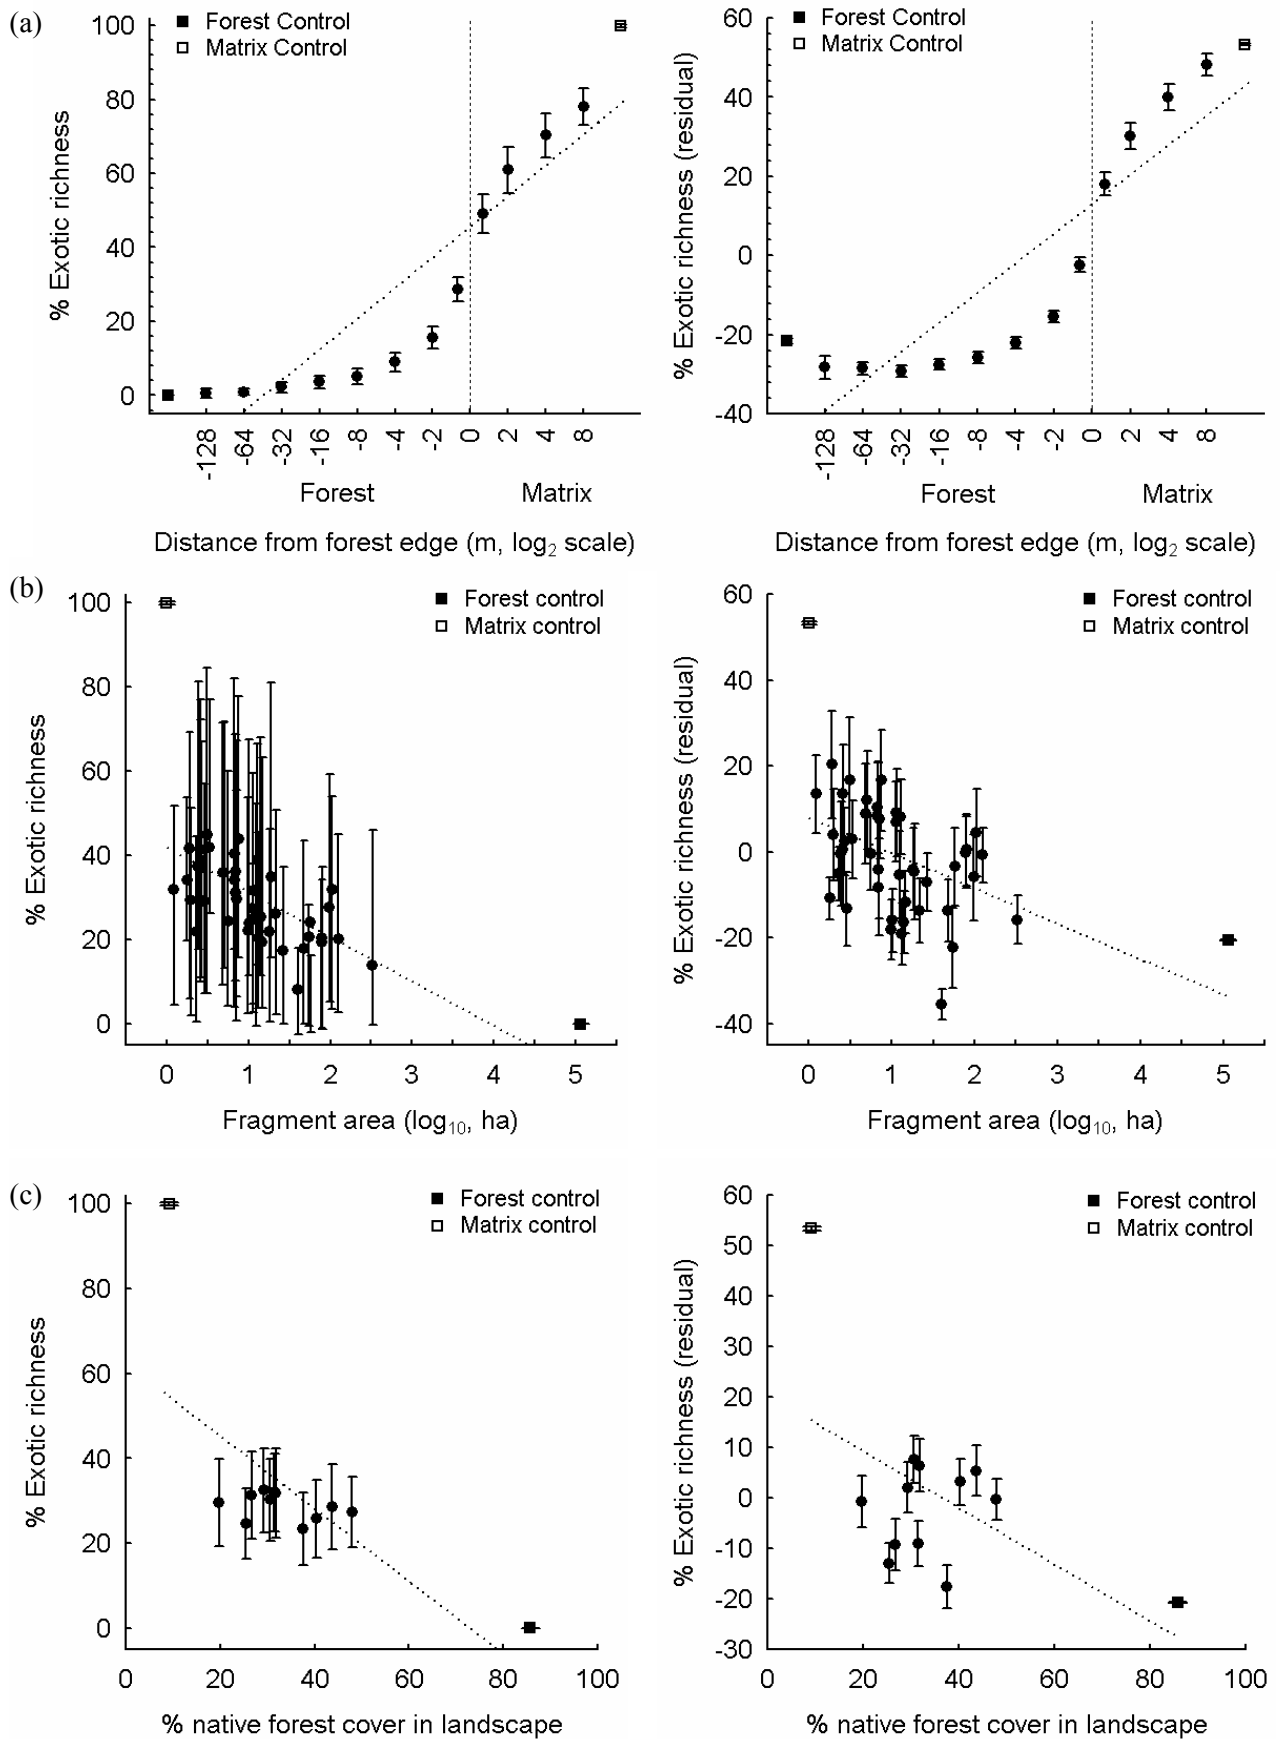 (a)
100
80
60
40
20
0
% Exotic richness
Forest Control
Matrix Control
-128
-64
-32
-16
-8
-4
-2
0
2
4
8
Forest
Matrix
Distance from forest edge (m, log₂ scale)
60
40
20
0
-20
-40
% Exotic richness (residual)
Forest Control
Matrix Control
-128
-64
-32
-16
-8
-4
-2
0
2
4
8
Forest
Matrix
Distance from forest edge (m, log₂ scale)
(b)
100
80
60
40
20
0
% Exotic richness
Forest control
Matrix control
0 1 2 3 4 5
Fragment area (log₁₀, ha)
60
40
20
0
-20
-40
% Exotic richness (residual)
Forest control
Matrix control
0 1 2 3 4 5
Fragment area (log₁₀, ha)
(c)
100
80
60
40
20
0
% Exotic richness
Forest control
Matrix control
0 20 40 60 80 100
% native forest cover in landscape
60
50
40
30
20
10
0
-10
-20
-30
% Exotic richness (residual)
Forest control
Matrix control
0 20 40 60 80 100
% native forest cover in landscape